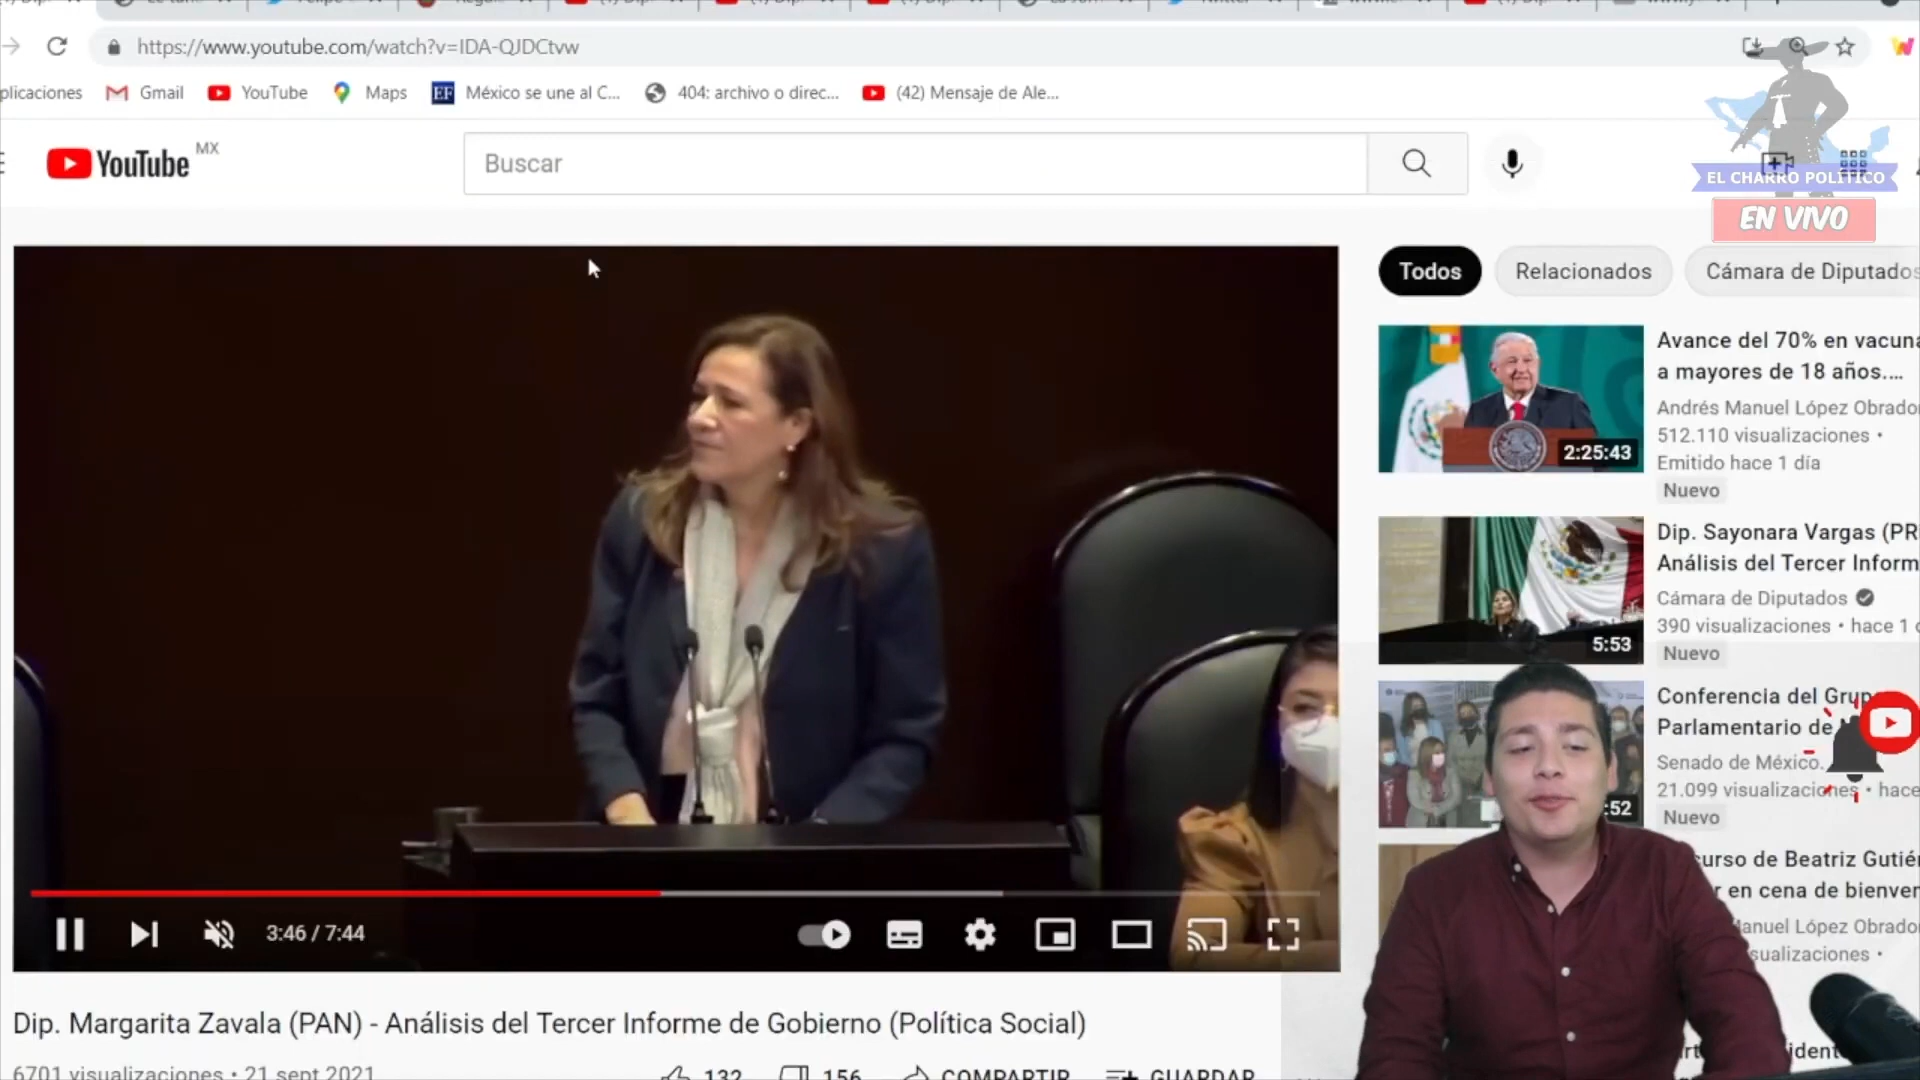 https://www.youtube.com/watch?v=IDA-QJDCtvw
plicaciones
Gmail
YouTube
Maps
EF
México se une al C...
404: archivo o direc...
(42) Mensaje de Ale...
YouTube MX
Buscar
EL CHARRO POLÍTICO
EN VIVO
Todos
Relacionados
Cámara de Diputados
Avance del 70% en vacuna
a mayores de 18 años....
Andrés Manuel López Obrador
512.110 visualizaciones •
Emitido hace 1 día
Nuevo
2:25:43
Dip. Sayonara Vargas (PR
Análisis del Tercer Inform
Cámara de Diputados
390 visualizaciones • hace 1
Nuevo
5:53
Conferencia del Grup
Parlamentario de
Senado de México.
21.099 visualizaciones • hace
Nuevo
:52
curso de Beatriz Gutié
r en cena de bienven
Manuel López Obrador
sualizaciones •
3:46 / 7:44
Dip. Margarita Zavala (PAN) - Análisis del Tercer Informe de Gobierno (Política Social)
6701 visualizaciones • 21 sept 2021
132
156
COMPARTIR
GUARDAR